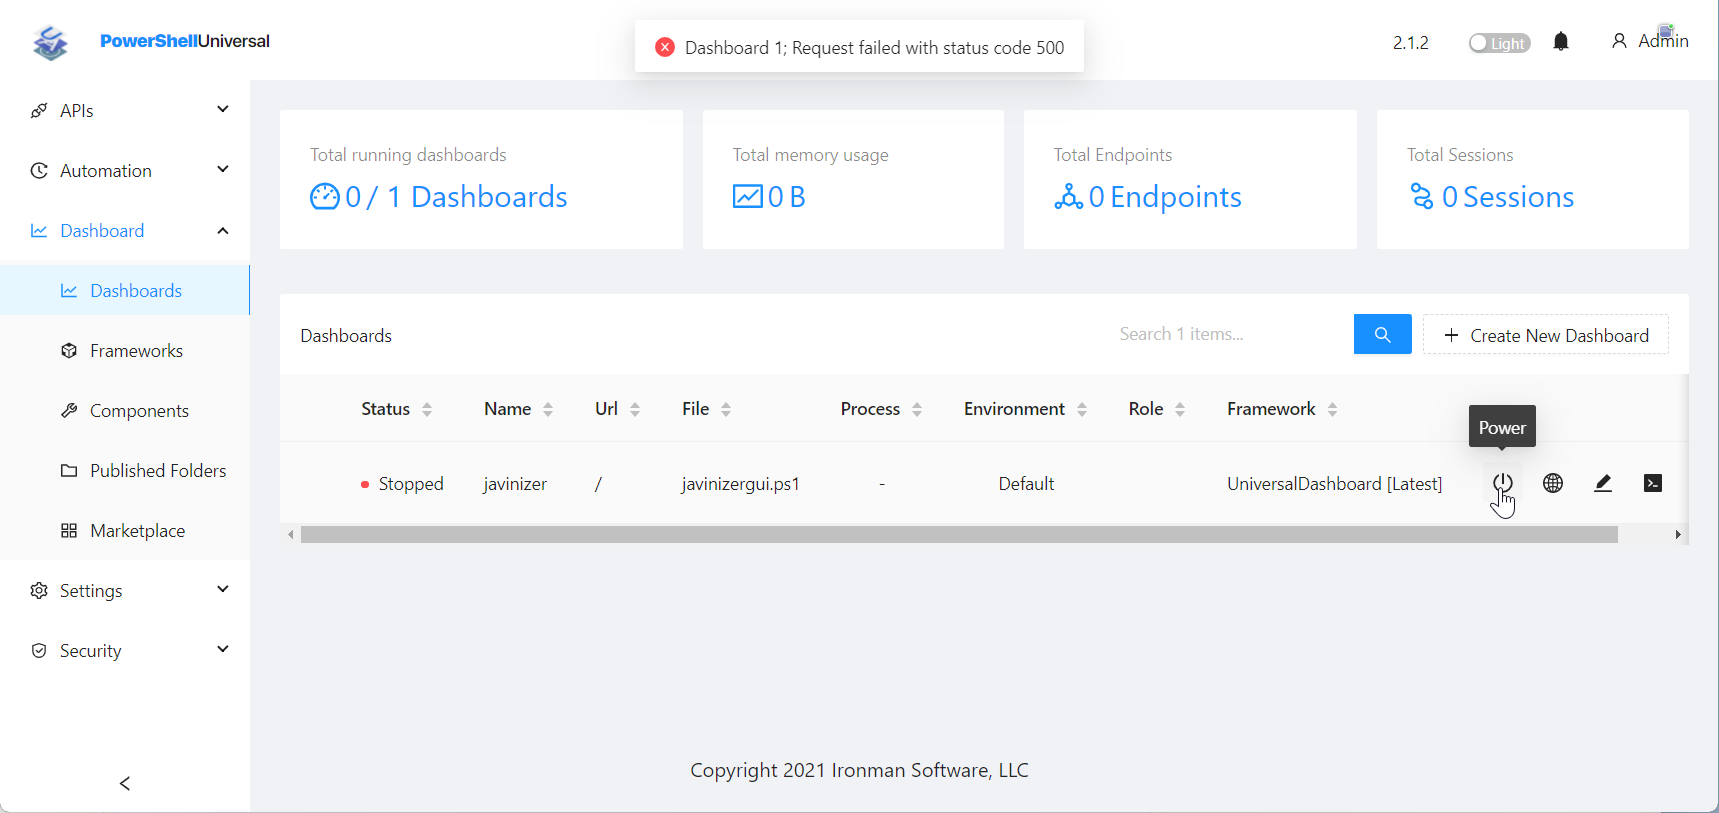 PowerShellUniversal
Dashboard 1; Request failed with status code 500
2.1.2
Light
Admin
APIs
Automation
Dashboard
Dashboards
Frameworks
Components
Published Folders
Marketplace
Settings
Security
Total running dashboards
0 / 1 Dashboards
Total memory usage
0 B
Total Endpoints
0 Endpoints
Total Sessions
0 Sessions
Dashboards
Search 1 items...
Create New Dashboard
Status Name Url File Process Environment Role Framework
Power
Stopped javinizer / javinizergui.ps1 - Default UniversalDashboard [Latest]
Copyright 2021 Ironman Software, LLC